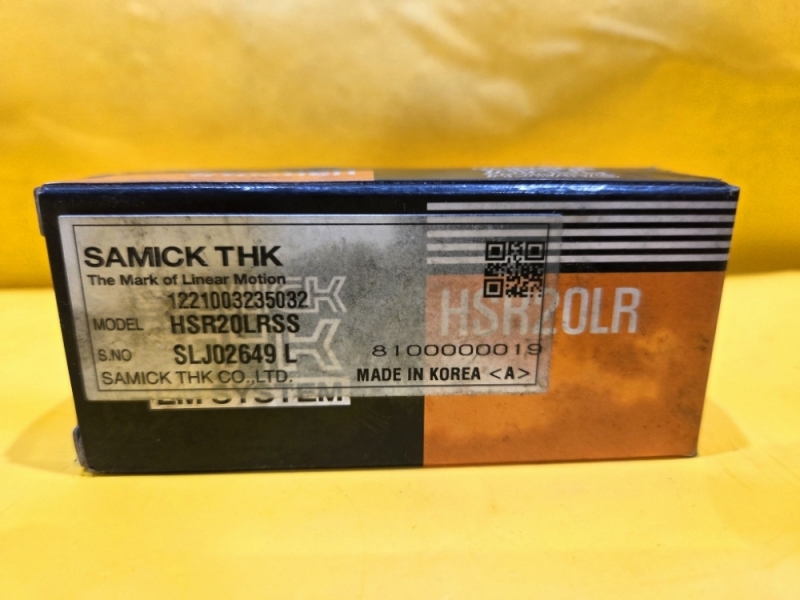 SAMICK THK
The Mark of Linear Motion
1221003235032
MODEL HSR20LRSS
S.NO SLJ02649 L
8100000019
SAMICK THK CO.,LTD. MADE IN KOREA <A>
HSR20LR
LM SYSTEM